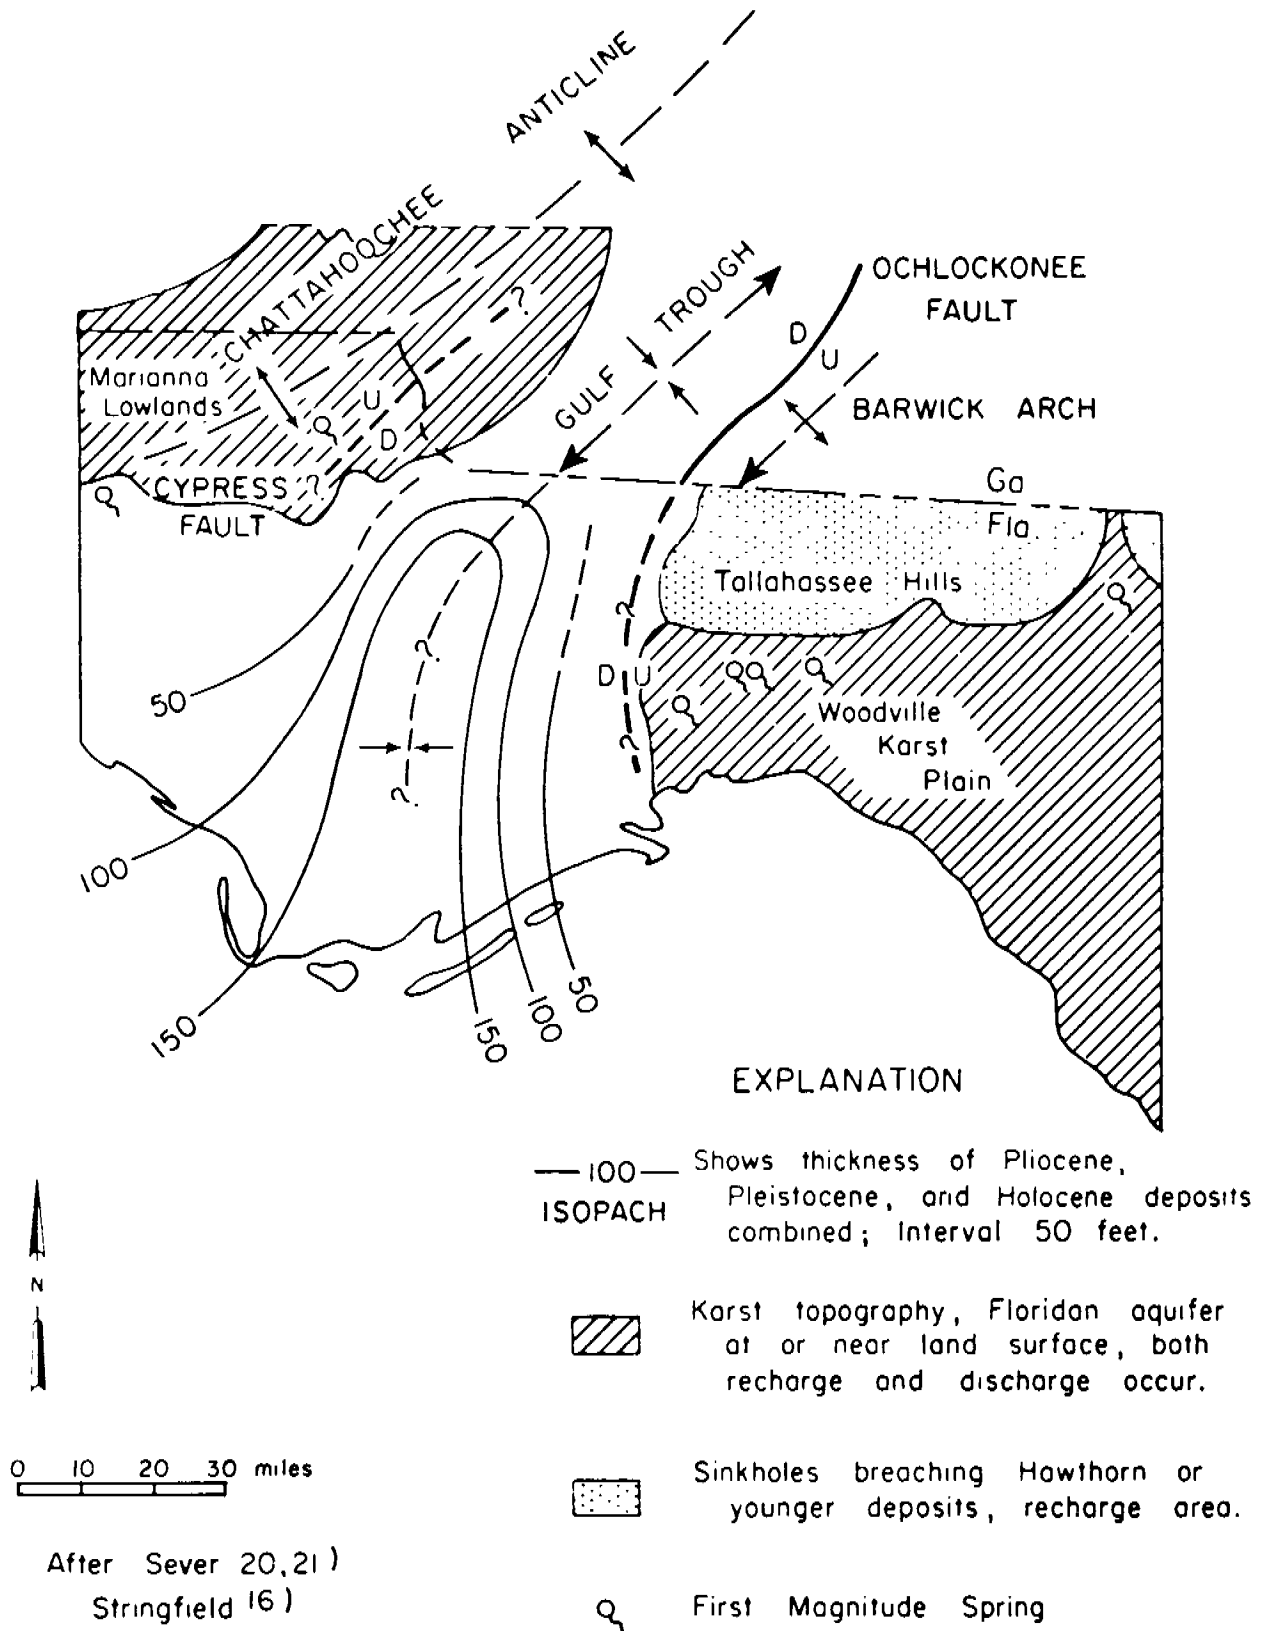 ANTICLINE
CHATTAHOOCHEE
GULF TROUGH
OCHLOCKONEE
FAULT
D
U
BARWICK ARCH
?
Marianna
Lowlands
U
D
CYPRESS ?
FAULT
Ga
Fla.
Tallahassee Hills
?
?
50
D U
Woodville
Karst
Plain
?
?
100
150
150
100
50
EXPLANATION
—100— Shows thickness of Pliocene,
ISOPACH Pleistocene, and Holocene deposits
combined; Interval 50 feet.
N
Karst topography, Floridan aquifer
at or near land surface, both
recharge and discharge occur.
0 10 20 30 miles
Sinkholes breaching Hawthorn or
younger deposits, recharge area.
After Sever 20,21)
Stringfield 16)
First Magnitude Spring